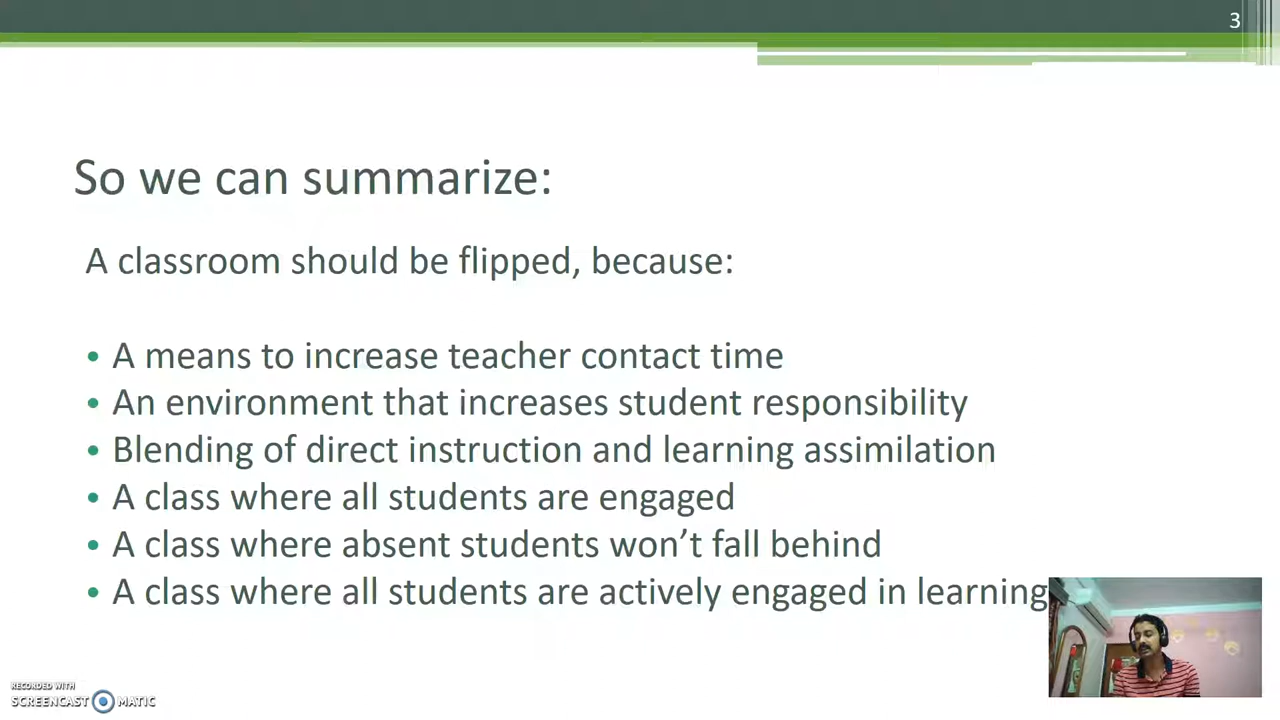 3
So we can summarize:
A classroom should be flipped, because:
• A means to increase teacher contact time
• An environment that increases student responsibility
• Blending of direct instruction and learning assimilation
• A class where all students are engaged
• A class where absent students won’t fall behind
• A class where all students are actively engaged in learning
RECORDED WITH
SCREENCAST MATIC